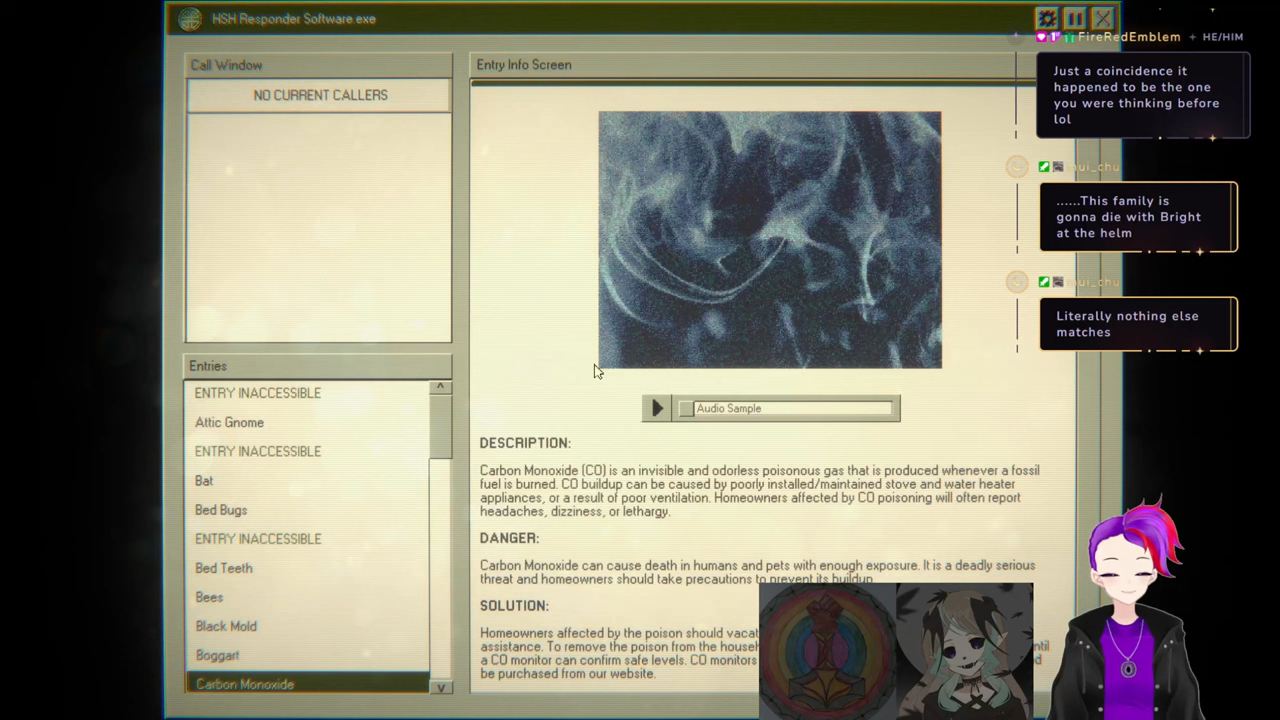 HSH Responder Software.exe
Call Window
NO CURRENT CALLERS
Entries
ENTRY INACCESSIBLE
Attic Gnome
ENTRY INACCESSIBLE
Bat
Bed Bugs
ENTRY INACCESSIBLE
Bed Teeth
Bees
Black Mold
Boggart
Carbon Monoxide
Entry Info Screen
Audio Sample
DESCRIPTION:
Carbon Monoxide (CO) is an invisible and odorless poisonous gas that is produced whenever a fossil
fuel is burned. CO buildup can be caused by poorly installed/maintained stove and water heater
appliances, or a result of poor ventilation. Homeowners affected by CO poisoning will often report
headaches, dizziness, or lethargy.
DANGER:
Carbon Monoxide can cause death in humans and pets with enough exposure. It is a deadly serious
threat and homeowners should take precautions to prevent its buildup.
SOLUTION:
Homeowners affected by the poison should vacat
assistance. To remove the poison from the househ
a CO monitor can confirm safe levels. CO monitors
be purchased from our website.
FireRedEmblem HE/HIM
Just a coincidence it
happened to be the one
you were thinking before
lol
......This family is
gonna die with Bright
at the helm
Literally nothing else
matches